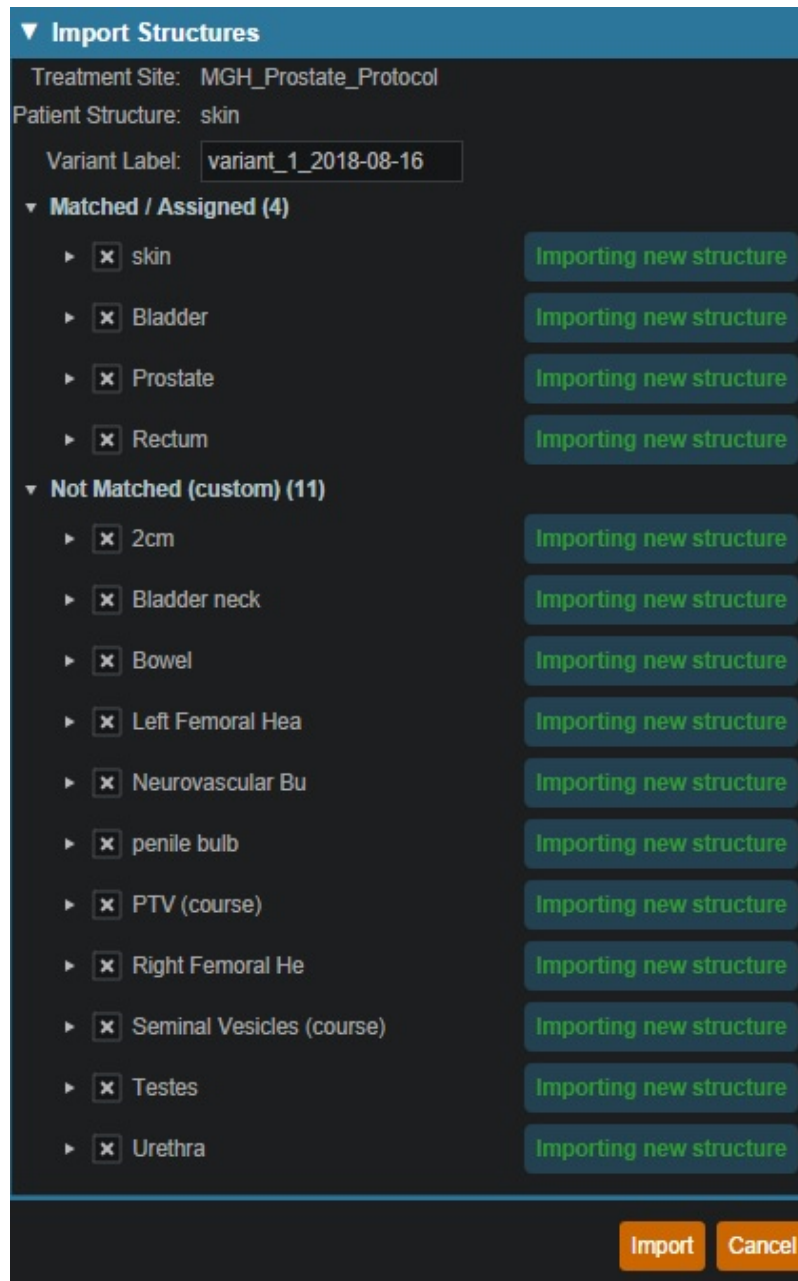 Import Structures
Treatment Site: MGH_Prostate_Protocol
Patient Structure: skin
Variant Label: variant_1_2018-08-16
Matched / Assigned (4)
skin Importing new structure
Bladder Importing new structure
Prostate Importing new structure
Rectum Importing new structure
Not Matched (custom) (11)
2cm Importing new structure
Bladder neck Importing new structure
Bowel Importing new structure
Left Femoral Hea Importing new structure
Neurovascular Bu Importing new structure
penile bulb Importing new structure
PTV (course) Importing new structure
Right Femoral He Importing new structure
Seminal Vesicles (course) Importing new structure
Testes Importing new structure
Urethra Importing new structure
Import Cancel